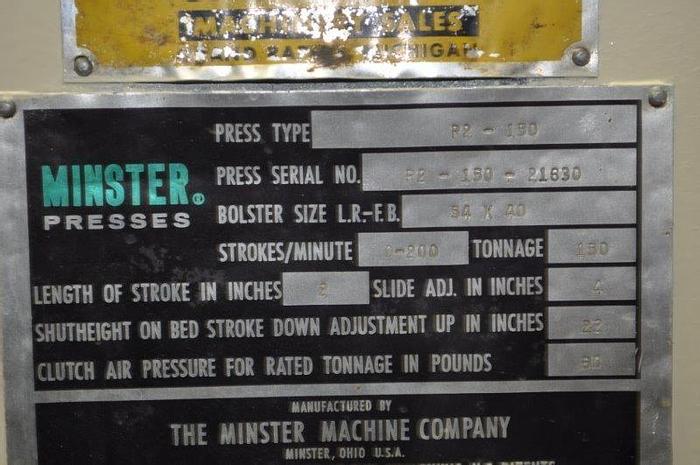 MACHINERY SALES
GRAND RAPIDS, MICHIGAN
MINSTER®
PRESSES
PRESS TYPE P2 - 150
PRESS SERIAL NO. P2 - 150 - 21630
BOLSTER SIZE L.R.-F.B. 54 X 40
STROKES/MINUTE 0-200 TONNAGE 150
LENGTH OF STROKE IN INCHES 2 SLIDE ADJ. IN INCHES 4
SHUTHEIGHT ON BED STROKE DOWN ADJUSTMENT UP IN INCHES 22
CLUTCH AIR PRESSURE FOR RATED TONNAGE IN POUNDS
MANUFACTURED BY
THE MINSTER MACHINE COMPANY
MINSTER, OHIO U.S.A.
U.S. PATENTS